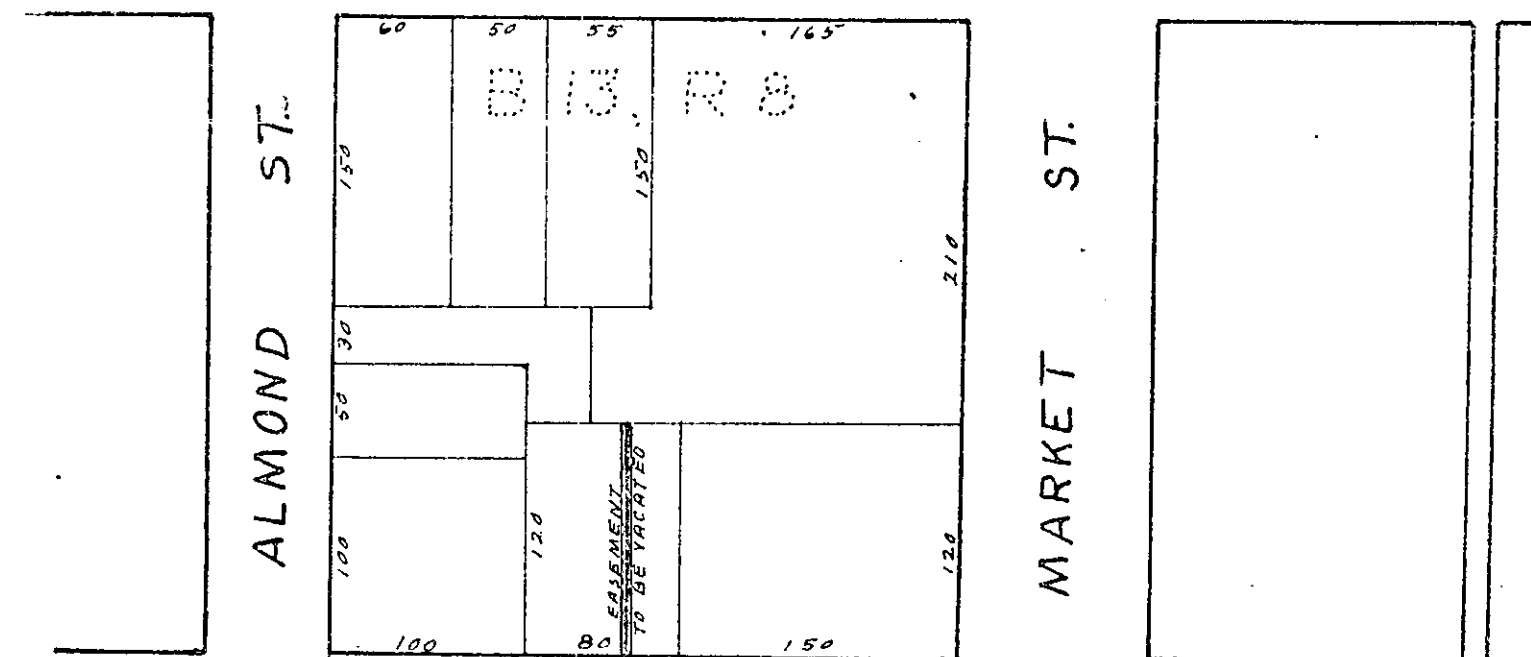 60 50 55 165
B 13, R 8
ALMOND ST.
150
150
210
MARKET ST.
30
50
100
120
EASEMENT
TO BE VACATED
120
100 80 150